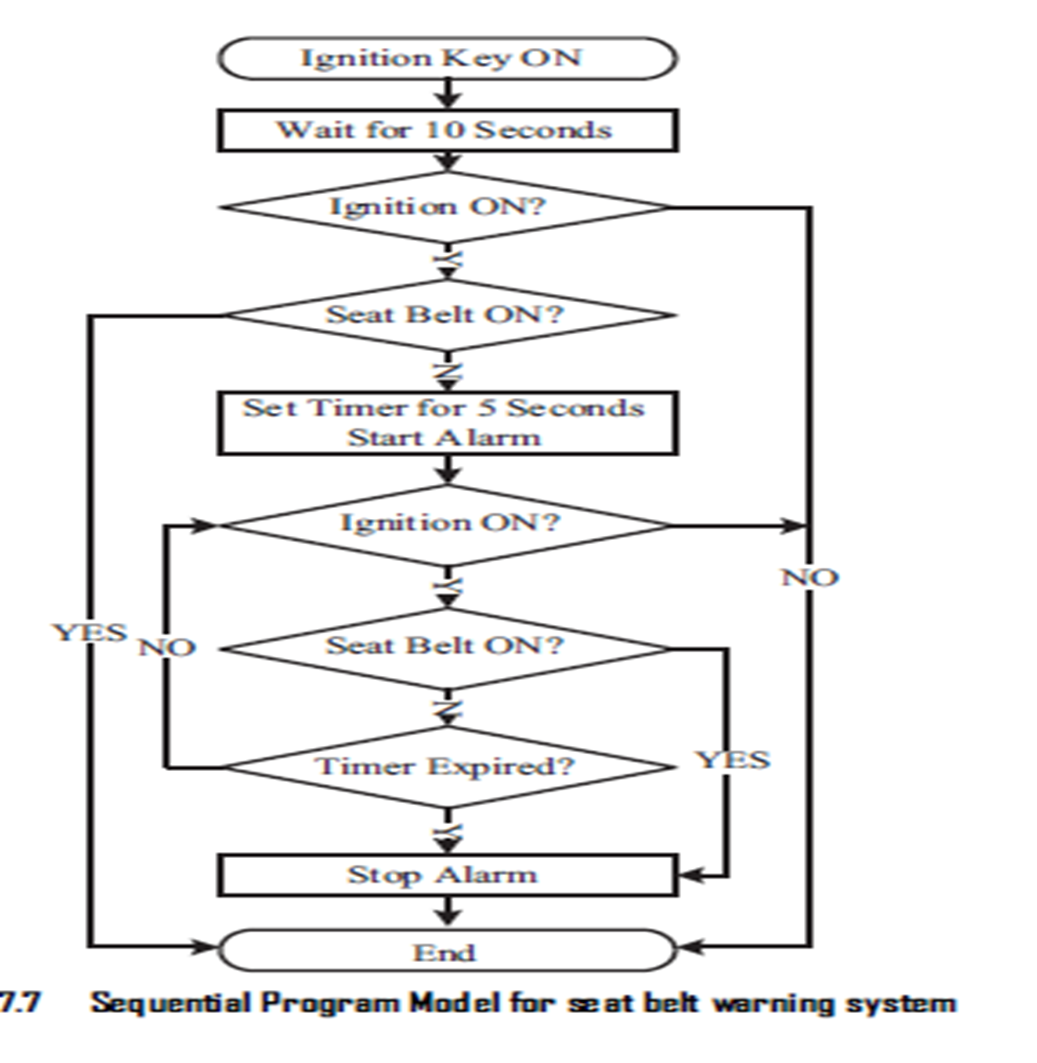 Ignition Key ON
Wait for 10 Seconds
Ignition ON?
Y
Seat Belt ON?
N
Set Timer for 5 Seconds
Start Alarm
Ignition ON?
NO
Y
YES
NO
Seat Belt ON?
N
Timer Expired?
YES
Y
Stop Alarm
End
7.7 Sequential Program Model for seat belt warning system